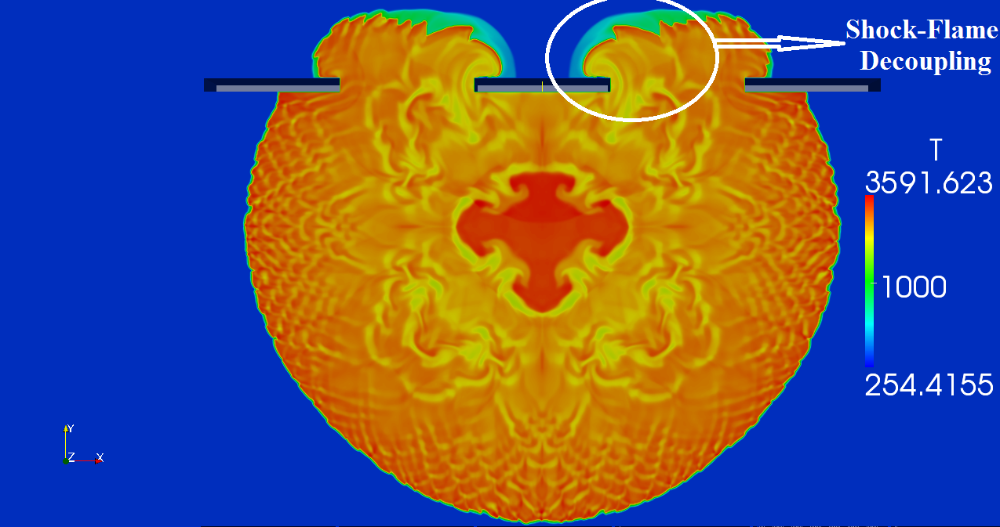 Shock-Flame
Decoupling
T
3591.623
1000
254.4155
Y
Z X